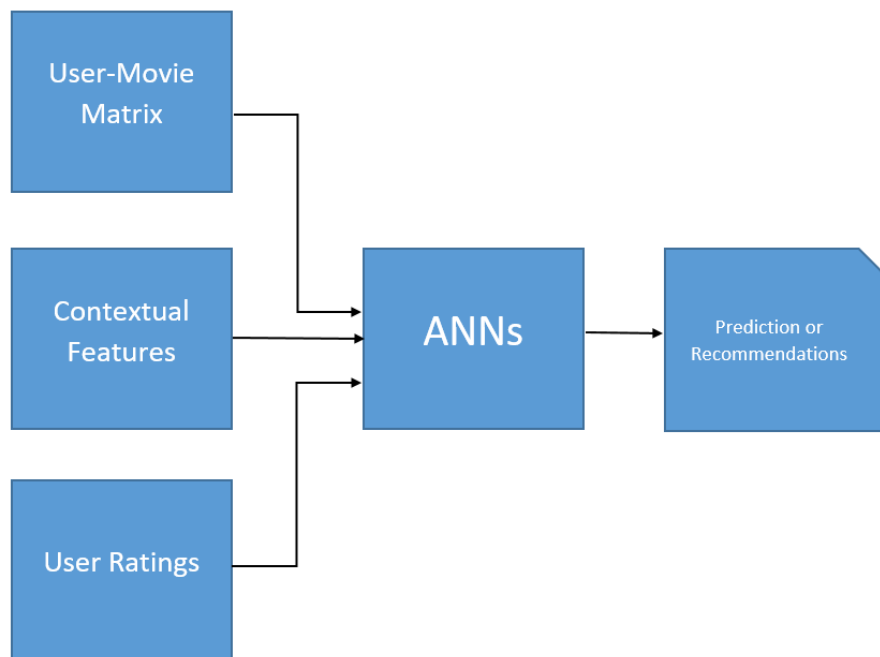 User-Movie
Matrix
Contextual
Features
ANNs
Prediction or
Recommendations
User Ratings